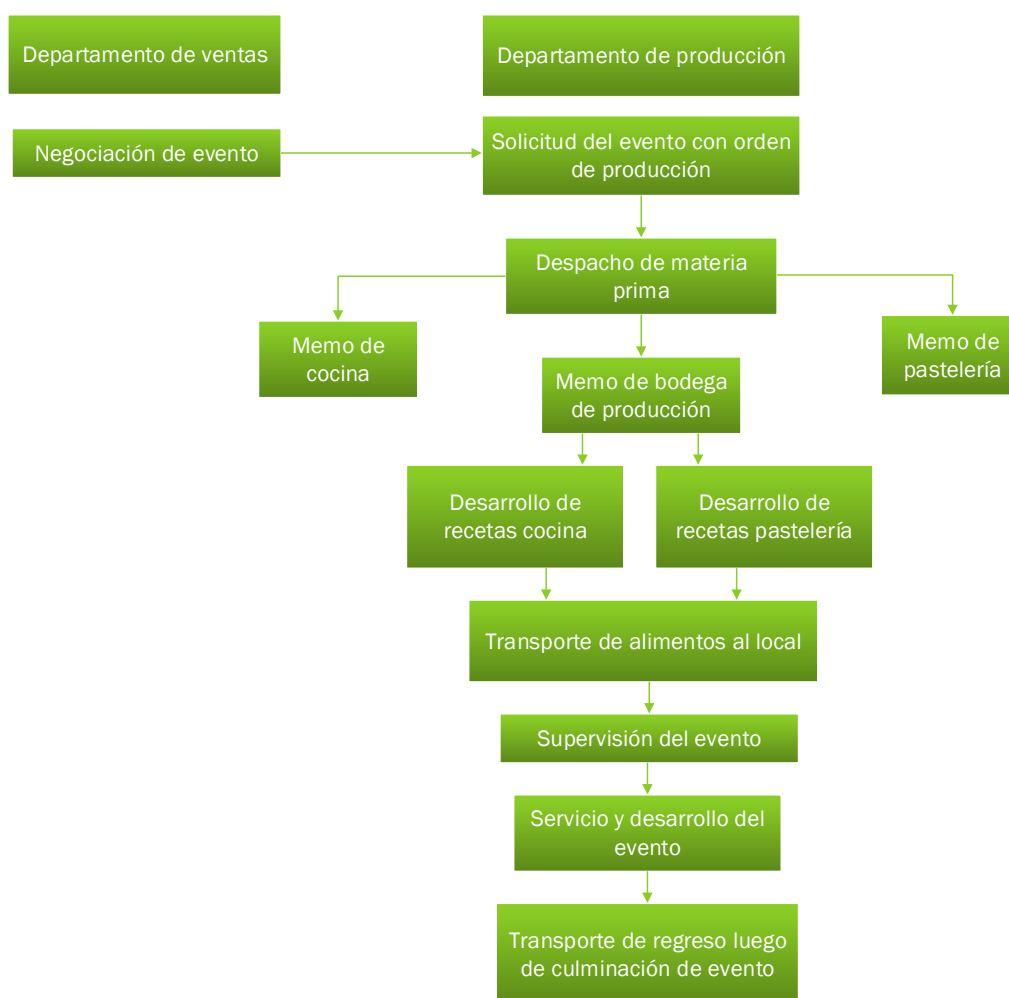 Departamento de ventas
Departamento de producción
Negociación de evento
Solicitud del evento con orden
de producción
Despacho de materia
prima
Memo de
cocina
Memo de
pastelería
Memo de bodega
de producción
Desarrollo de
recetas cocina
Desarrollo de
recetas pastelería
Transporte de alimentos al local
Supervisión del evento
Servicio y desarrollo del
evento
Transporte de regreso luego
de culminación de evento